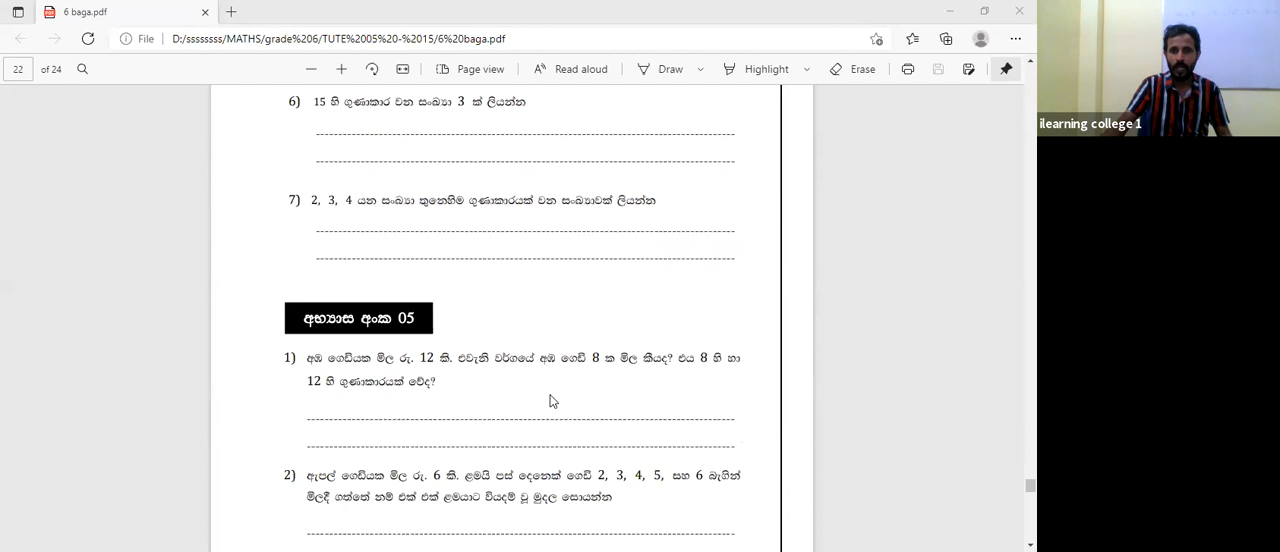 6 baga.pdf
File
D:/ssssssss/MATHS/grade%206/TUTE%2005%20-%2015/6%20baga.pdf
22 of 24
Page view
Read aloud
Draw
Highlight
Erase
ilearning college 1
6) 15 හි ගුණාකාර වන සංඛ්‍යා 3 ක් ලියන්න
7) 2, 3, 4 යන සංඛ්‍යා තුනෙහිම ගුණාකාරයක් වන සංඛ්‍යාවක් ලියන්න
අභ්‍යාස අංක 05
1) අඹ ගෙඩියක මිල රු. 12 කි. එවැනි වර්ගයේ අඹ ගෙඩි 8 ක මිල කීයද? එය 8 හි හා
12 හි ගුණාකාරයක් වේද?
2) ඇපල් ගෙඩියක මිල රු. 6 කි. ළමයි පස් දෙනෙක් ගෙඩි 2, 3, 4, 5, සහ 6 බැගින්
මිලදී ගත්තේ නම් එක් එක් ළමයාට වියදම් වූ මුදල සොයන්න